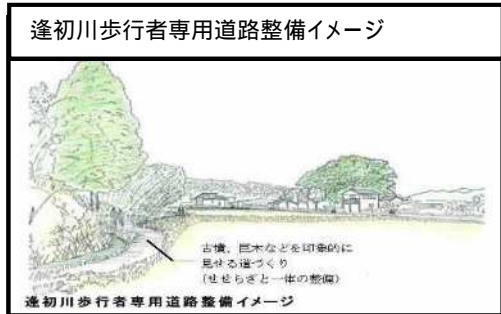 逢初川歩行者専用道路整備イメージ
古墳、巨木などを印象的に
見せる道づくり
(せせらぎと一体の整備)
逢初川歩行者専用道路整備イメージ